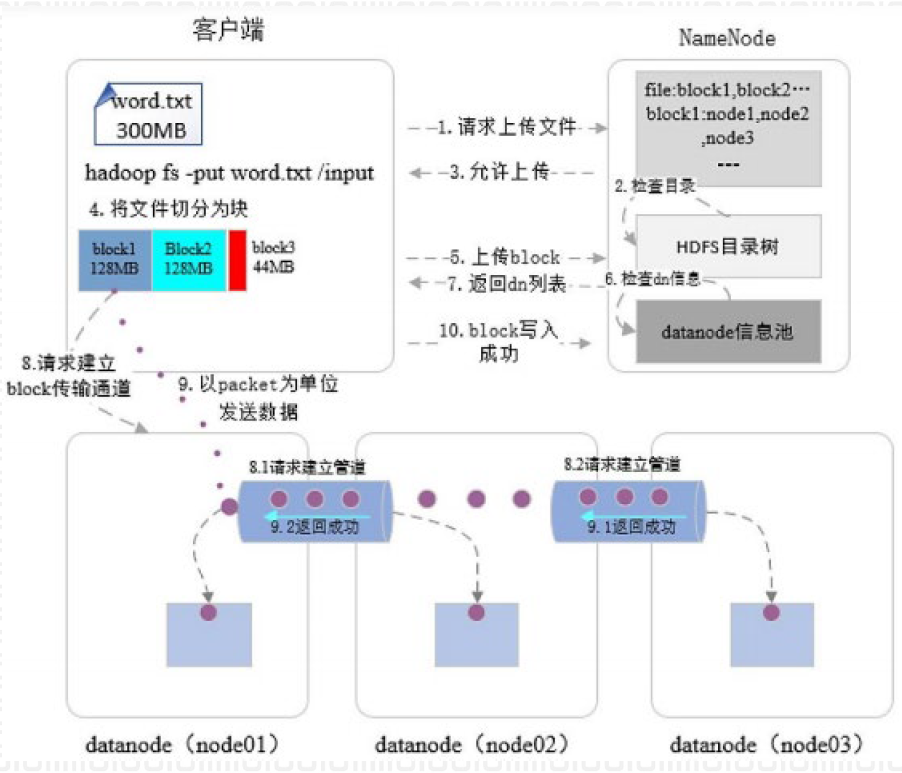 客户端
NameNode
word.txt
300MB
hadoop fs -put word.txt /input
4. 将文件切分为块
block1
128MB
Block2
128MB
block3
44MB
1. 请求上传文件
3. 允许上传
5. 上传block
7. 返回dn列表
10. block写入
成功
file:block1,block2…
block1:node1,node2
,node3
---
2. 检查目录
HDFS目录树
6. 检查dn信息
datanode信息池
8.请求建立
block传输通道
9. 以packet为单位
发送数据
8.1请求建立管道
9.2返回成功
8.2请求建立管道
9.1返回成功
datanode（node01）
datanode（node02）
datanode（node03）